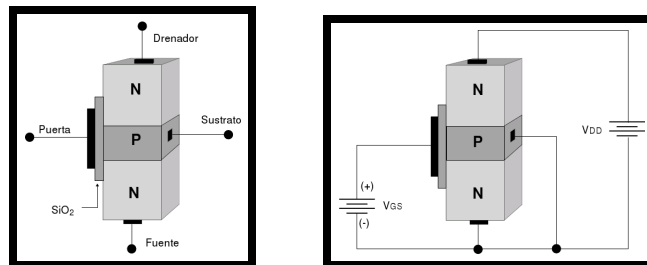 Drenador
N
Sustrato
Puerta
P
N
SiO2
Fuente
N
P
VDD
(+)
VGS
N
(-)